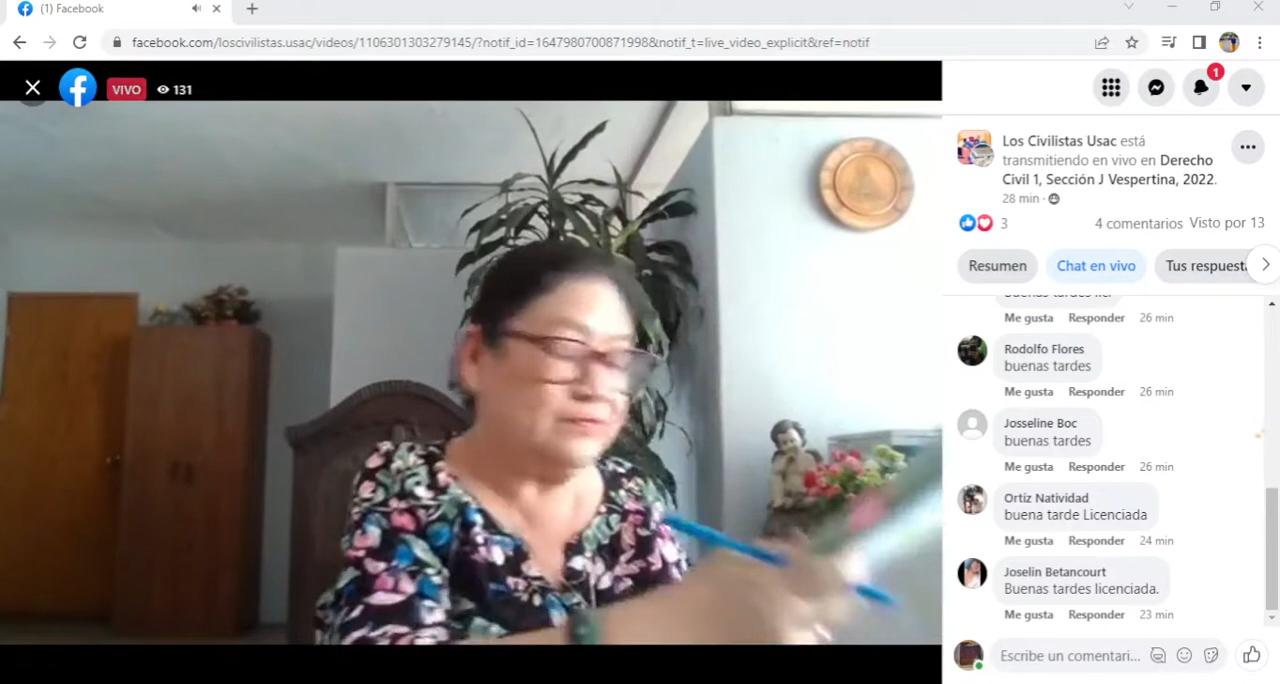 (1) Facebook
facebook.com/loscivilistas.usac/videos/1106301303279145/?notif_id=1647980700871998&notif_t=live_video_explicit&ref=notif
VIVO 131
1
Los Civilistas Usac está
transmitiendo en vivo en Derecho
Civil 1, Sección J Vespertina, 2022.
28 min ·
3 4 comentarios Visto por 13
Resumen Chat en vivo Tus respuest
Me gusta Responder 26 min
Rodolfo Flores
buenas tardes
Me gusta Responder 26 min
Josseline Boc
buenas tardes
Me gusta Responder 26 min
Ortiz Natividad
buena tarde Licenciada
Me gusta Responder 24 min
Joselin Betancourt
Buenas tardes licenciada.
Me gusta Responder 23 min
Escribe un comentari...